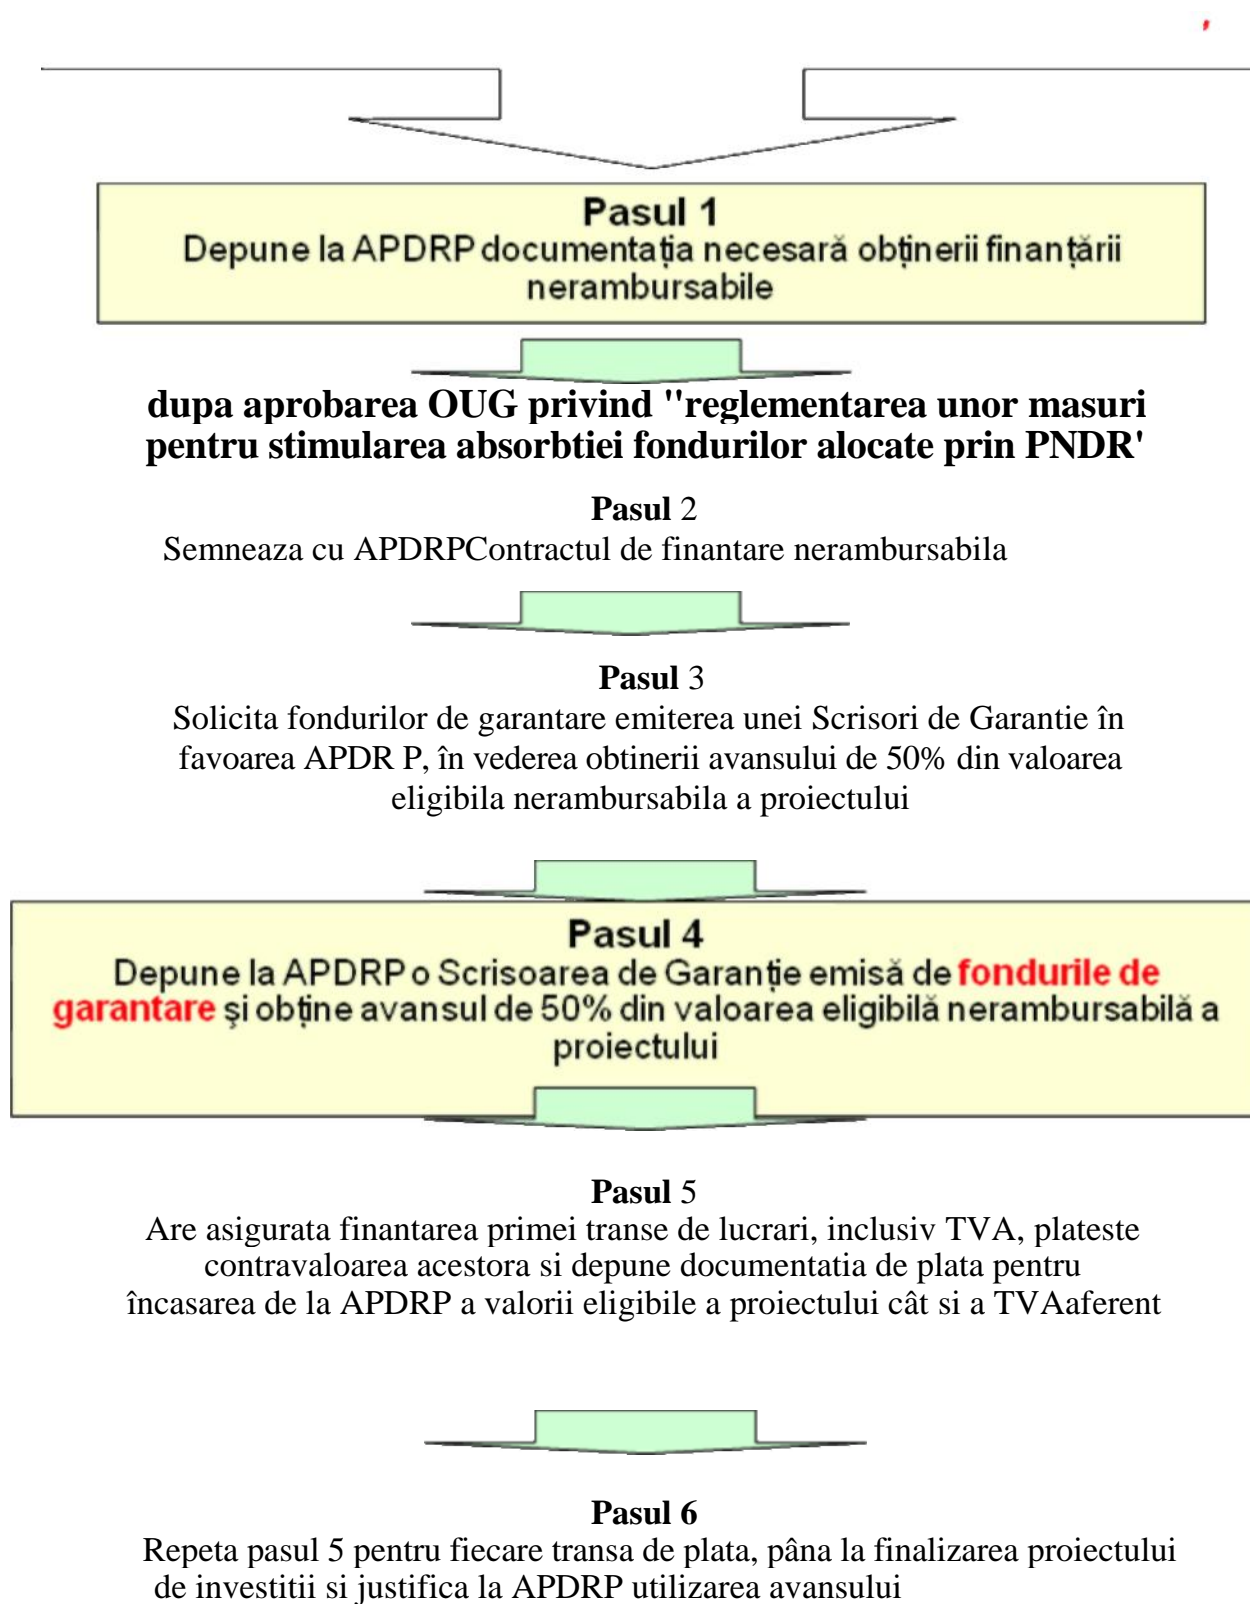 Pasul 1
Depune la APDRP documentația necesară obținerii finanțării
nerambursabile
dupa aprobarea OUG privind "reglementarea unor masuri
pentru stimularea absorbtiei fondurilor alocate prin PNDR'
Pasul 2
Semneaza cu APDRPContractul de finantare nerambursabila
Pasul 3
Solicita fondurilor de garantare emiterea unei Scrisori de Garantie în
favoarea APDR P, în vederea obtinerii avansului de 50% din valoarea
eligibila nerambursabila a proiectului
Pasul 4
Depune la APDRP o Scrisoarea de Garanție emisă de fondurile de
garantare şi obține avansul de 50% din valoarea eligibilă nerambursabilă a
proiectului
Pasul 5
Are asigurata finantarea primei transe de lucrari, inclusiv TVA, plateste
contravaloarea acestora si depune documentatia de plata pentru
încasarea de la APDRP a valorii eligibile a proiectului cât si a TVAaferent
Pasul 6
Repeta pasul 5 pentru fiecare transa de plata, pâna la finalizarea proiectului
de investitii si justifica la APDRP utilizarea avansului